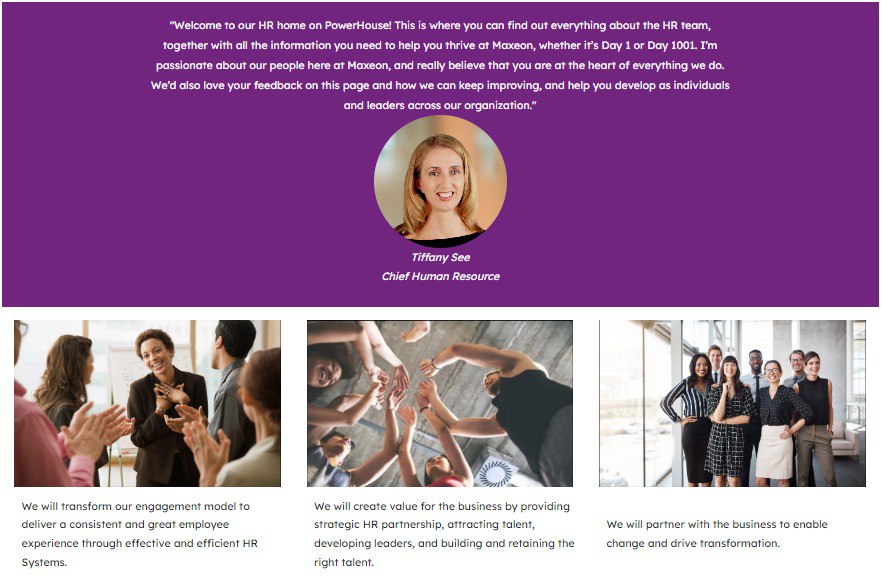 "Welcome to our HR home on PowerHouse! This is where you can find out everything about the HR team,
together with all the information you need to help you thrive at Maxeon, whether it's Day 1 or Day 1001. I'm
passionate about our people here at Maxeon, and really believe that you are at the heart of everything we do.
We'd also love your feedback on this page and how we can keep improving, and help you develop as individuals
and leaders across our organization."
Tiffany See
Chief Human Resource
We will transform our engagement model to
deliver a consistent and great employee
experience through effective and efficient HR
Systems.
We will create value for the business by providing
strategic HR partnership, attracting talent,
developing leaders, and building and retaining the
right talent.
We will partner with the business to enable
change and drive transformation.